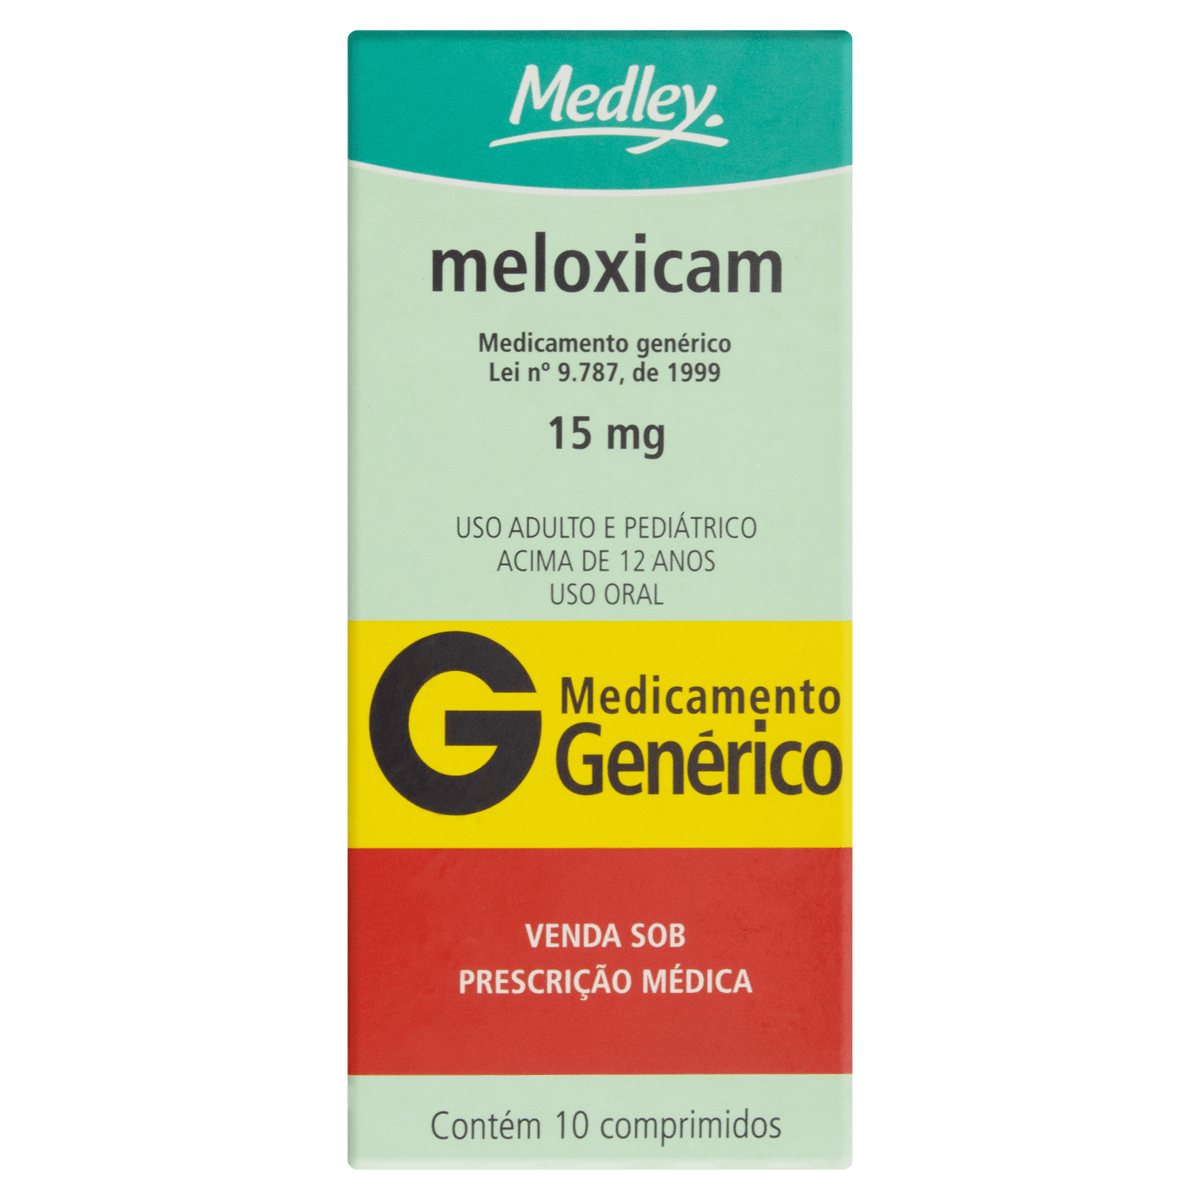 Medley.
meloxicam
Medicamento genérico
Lei nº 9.787, de 1999
15 mg
USO ADULTO E PEDIÁTRICO
ACIMA DE 12 ANOS
USO ORAL
G Medicamento
Genérico
VENDA SOB
PRESCRIÇÃO MÉDICA
Contém 10 comprimidos